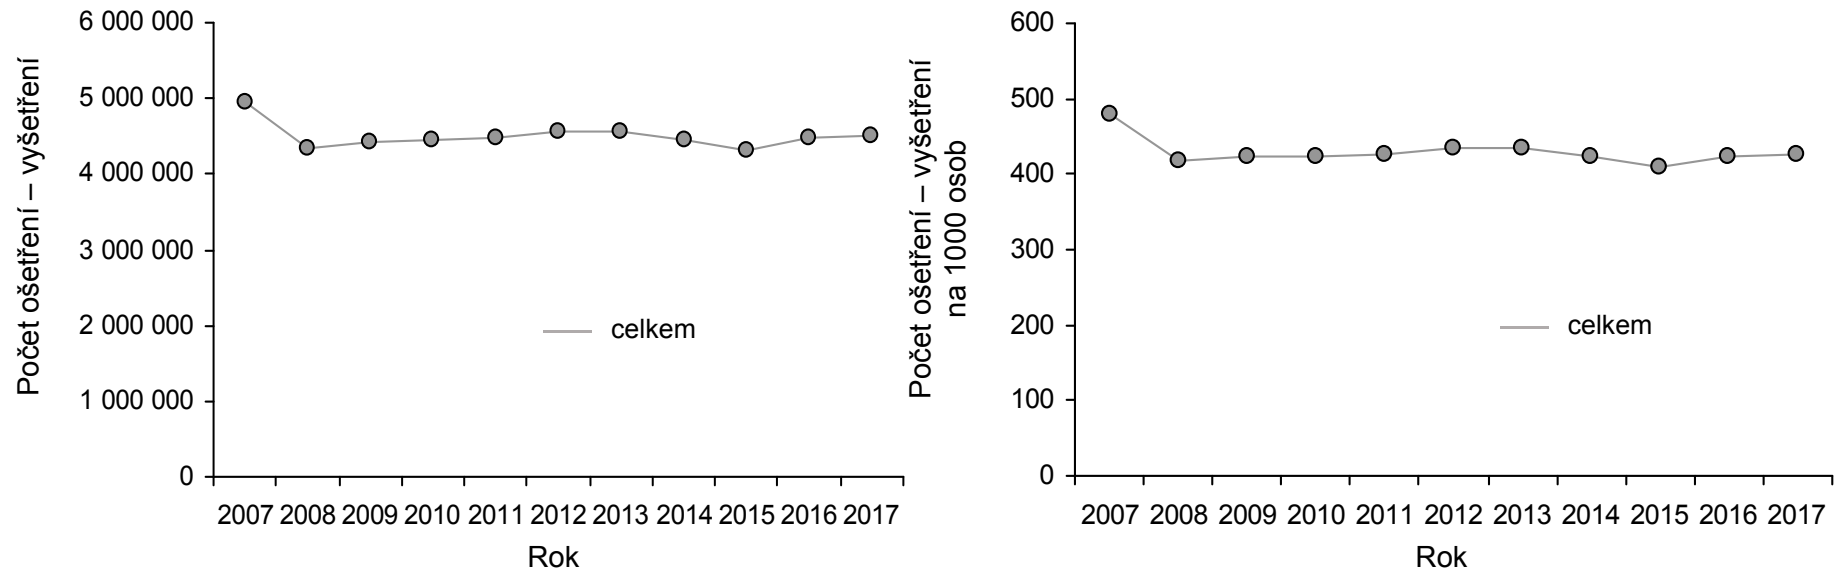 Počet ošetření – vyšetření
6 000 000
5 000 000
4 000 000
3 000 000
2 000 000
1 000 000
0
celkem
2007 2008 2009 2010 2011 2012 2013 2014 2015 2016 2017
Rok
Počet ošetření – vyšetření
na 1000 osob
600
500
400
300
200
100
0
celkem
2007 2008 2009 2010 2011 2012 2013 2014 2015 2016 2017
Rok